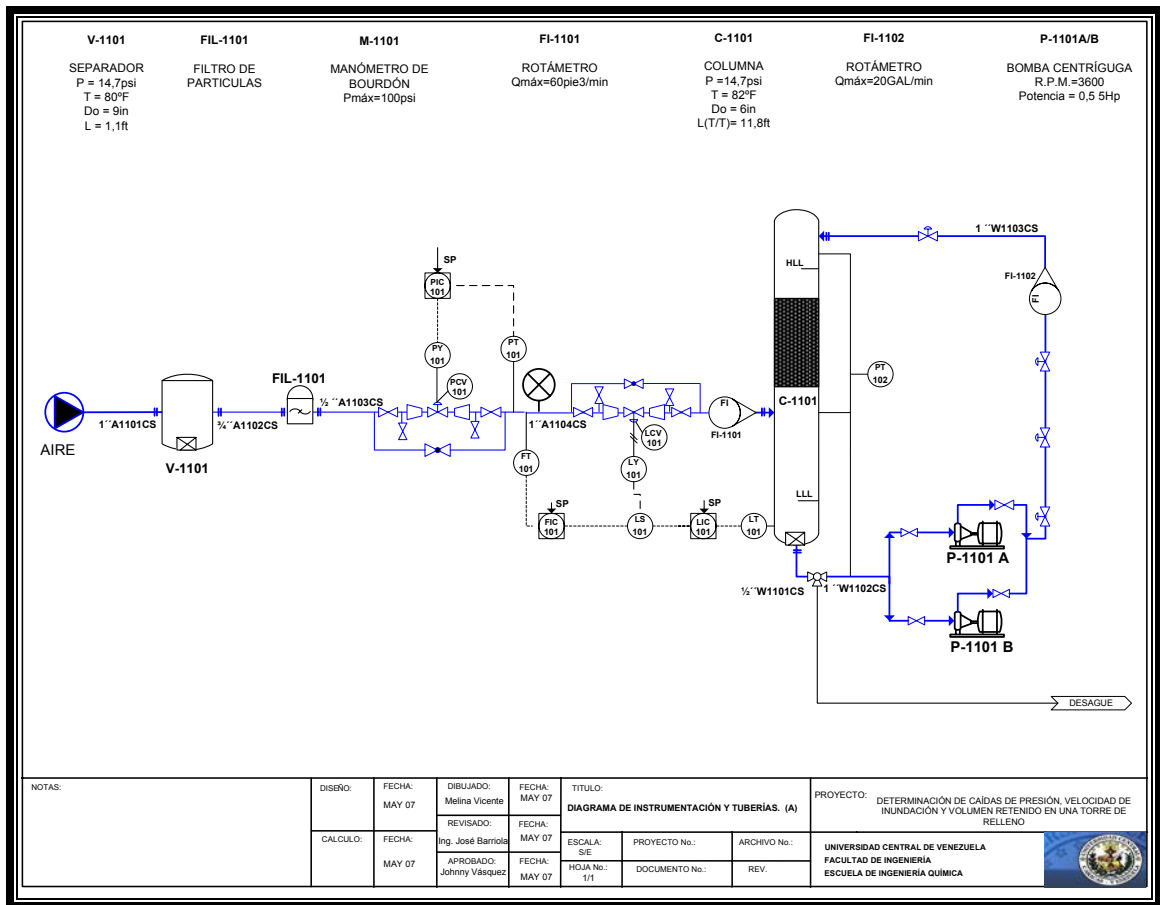 V-1101
SEPARADOR
P = 14,7psi
T = 80ºF
Do = 9in
L = 1,1ft
FIL-1101
FILTRO DE
PARTICULAS
M-1101
MANÓMETRO DE
BOURDÓN
Pmáx=100psi
FI-1101
ROTÁMETRO
Qmáx=60pie3/min
C-1101
COLUMNA
P =14,7psi
T = 82ºF
Do = 6in
L(T/T)= 11,8ft
FI-1102
ROTÁMETRO
Qmáx=20GAL/min
P-1101A/B
BOMBA CENTRÍGUGA
R.P.M.=3600
Potencia = 0,5 5Hp
1 ´´W1103CS
SP
HLL
PIC
101
FI-1102
FI
PY
101
PT
101
PT
102
FIL-1101
PCV
101
C-1101
½ ´´A1103CS
FI
1´´A1101CS
¾´´A1102CS
1´´A1104CS
FI-1101
LCV
101
AIRE
V-1101
FT
101
LY
101
LLL
SP
SP
FIC
101
LS
101
LIC
101
LT
101
P-1101 A
½´´W1101CS
1 ´´W1102CS
P-1101 B
DESAGUE
NOTAS:
DISEÑO:
FECHA:
MAY 07
DIBUJADO:
Melina Vicente
FECHA:
MAY 07
REVISADO:
Ing. José Barriola
FECHA:
MAY 07
CALCULO:
FECHA:
MAY 07
APROBADO:
Johnny Vásquez
FECHA:
MAY 07
TITULO:
DIAGRAMA DE INSTRUMENTACIÓN Y TUBERÍAS. (A)
ESCALA:
S/E
PROYECTO No.:
ARCHIVO No.:
HOJA No.:
1/1
DOCUMENTO No.:
REV.
PROYECTO:
DETERMINACIÓN DE CAÍDAS DE PRESIÓN, VELOCIDAD DE
INUNDACIÓN Y VOLUMEN RETENIDO EN UNA TORRE DE
RELLENO
UNIVERSIDAD CENTRAL DE VENEZUELA
FACULTAD DE INGENIERÍA
ESCUELA DE INGENIERÍA QUÍMICA